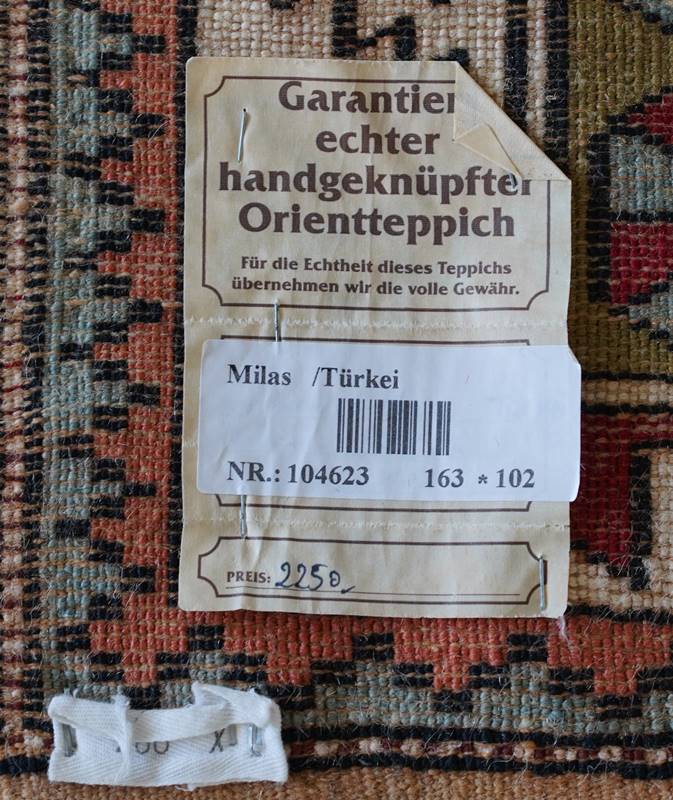 Garantier
echter
handgeknüpfter
Orientteppich
Für die Echtheit dieses Teppichs
übernehmen wir die volle Gewähr.
Milas /Türkei
NR.: 104623 163 * 102
PREIS: 2250,
X